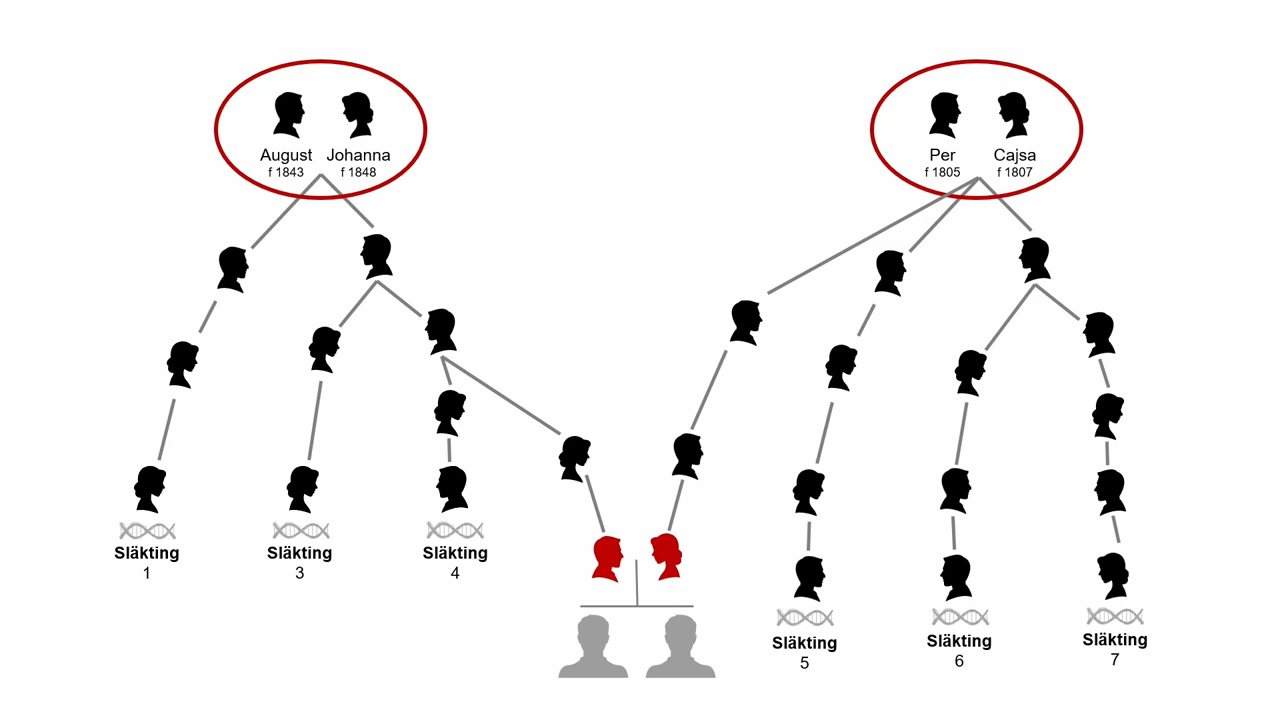 August Johanna
f 1843 f 1848
Per Cajsa
f 1805 f 1807
Släkting
1
Släkting
3
Släkting
4
Släkting
5
Släkting
6
Släkting
7